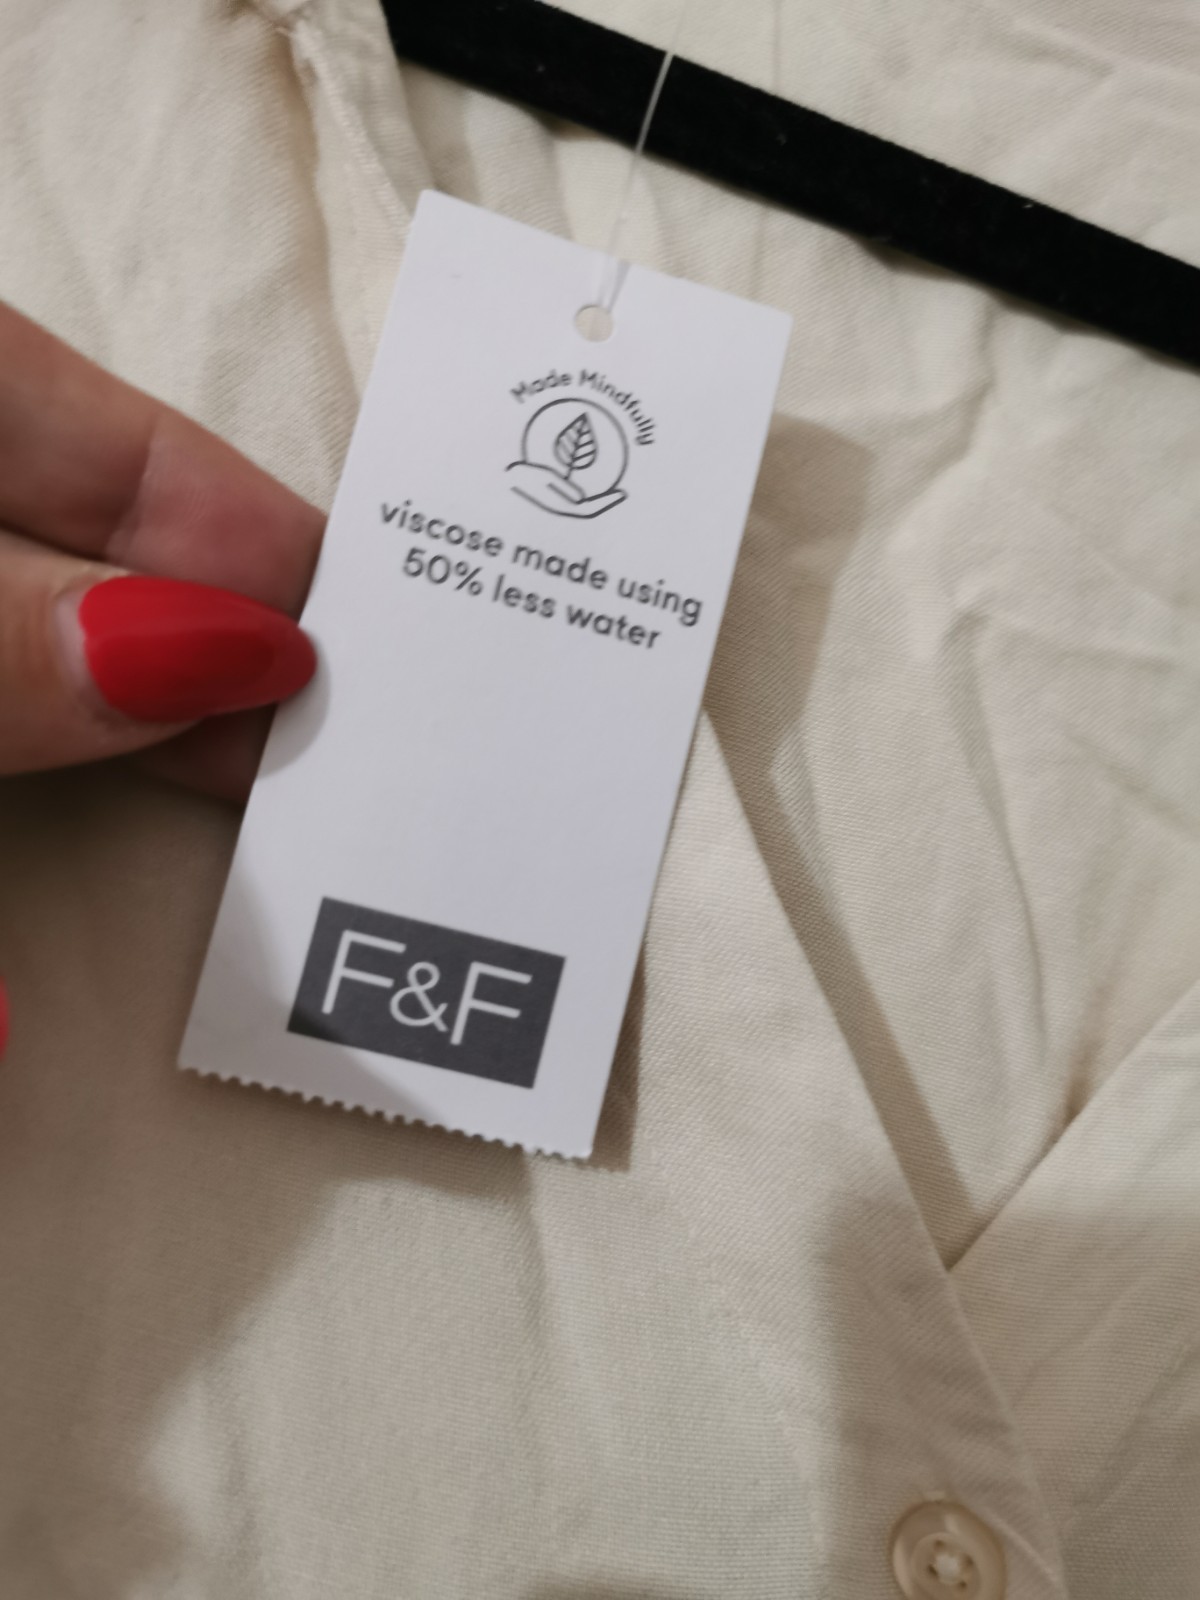 Made Mindfully
viscose made using
50% less water
F&F